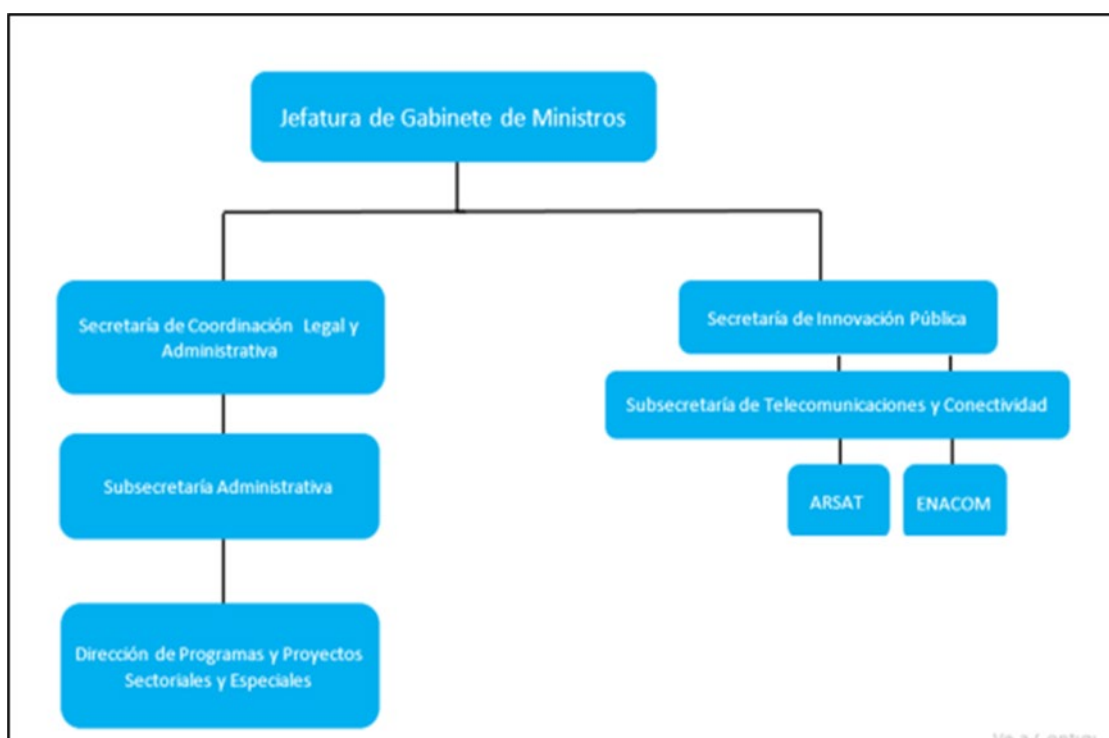 Jefatura de Gabinete de Ministros
Secretaría de Coordinación Legal y
Administrativa
Subsecretaría Administrativa
Dirección de Programas y Proyectos
Sectoriales y Especiales
Secretaría de Innovación Pública
Subsecretaría de Telecomunicaciones y Conectividad
ARSAT
ENACOM